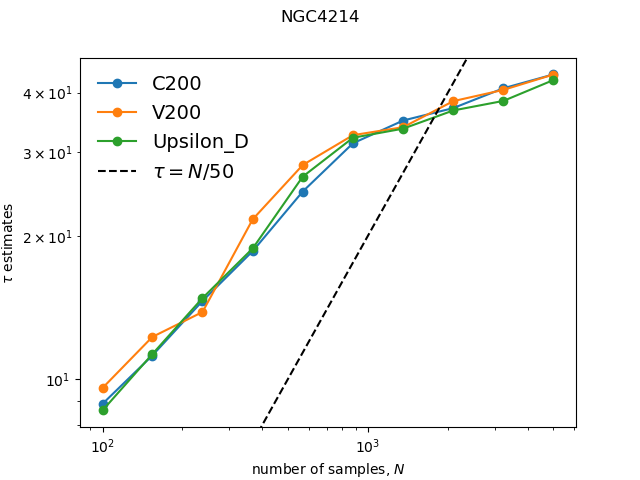 NGC4214
C200
V200
Upsilon_D
τ = N/50
4 × 10¹
3 × 10¹
2 × 10¹
10¹
τ estimates
10² 10³
number of samples, N